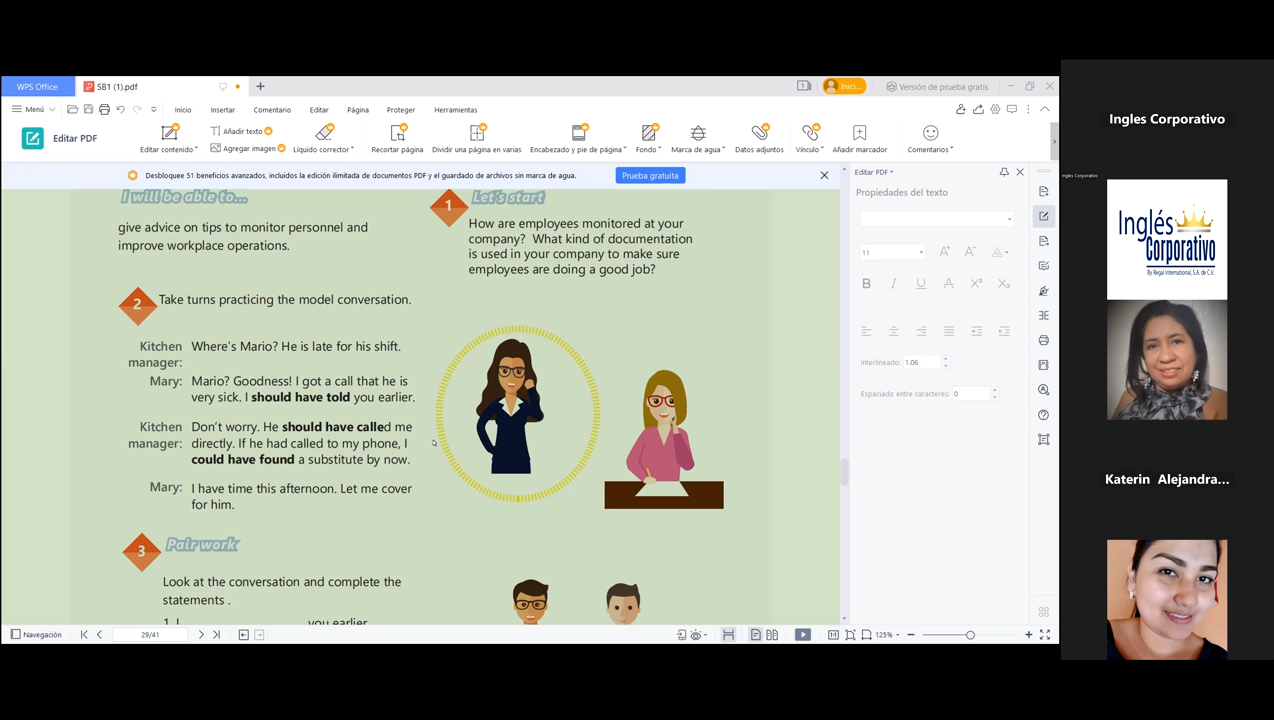 WPS Office
SB1 (1).pdf
Inici...
Versión de prueba gratis
Menú
Inicio
Insertar
Comentario
Editar
Página
Proteger
Herramientas
Editar PDF
Editar contenido
Añadir texto
Agregar imagen
Líquido corrector
Recortar página
Dividir una página en varias
Encabezado y pie de página
Fondo
Marca de agua
Datos adjuntos
Vínculo
Añadir marcador
Comentarios
Desbloquee 51 beneficios avanzados, incluidos la edición ilimitada de documentos PDF y el guardado de archivos sin marca de agua.
Prueba gratuita
Editar PDF
Propiedades del texto
11
Interlineado: 1.06
Espaciado entre caracteres: 0
I will be able to...
give advice on tips to monitor personnel and
improve workplace operations.
1 Let's start
How are employees monitored at your
company? What kind of documentation
is used in your company to make sure
employees are doing a good job?
2 Take turns practicing the model conversation.
Kitchen manager: Where's Mario? He is late for his shift.
Mary: Mario? Goodness! I got a call that he is
very sick. I should have told you earlier.
Kitchen manager: Don't worry. He should have called me
directly. If he had called to my phone, I
could have found a substitute by now.
Mary: I have time this afternoon. Let me cover
for him.
3 Pair work
Look at the conversation and complete the
statements .
1. I ____________ you earlier
Navegación
29/41
125%
Ingles Corporativo
Ingles Corporativo
Inglés
Corporativo
By Regal International, S.A. de C.V.
Katerin Alejandra...